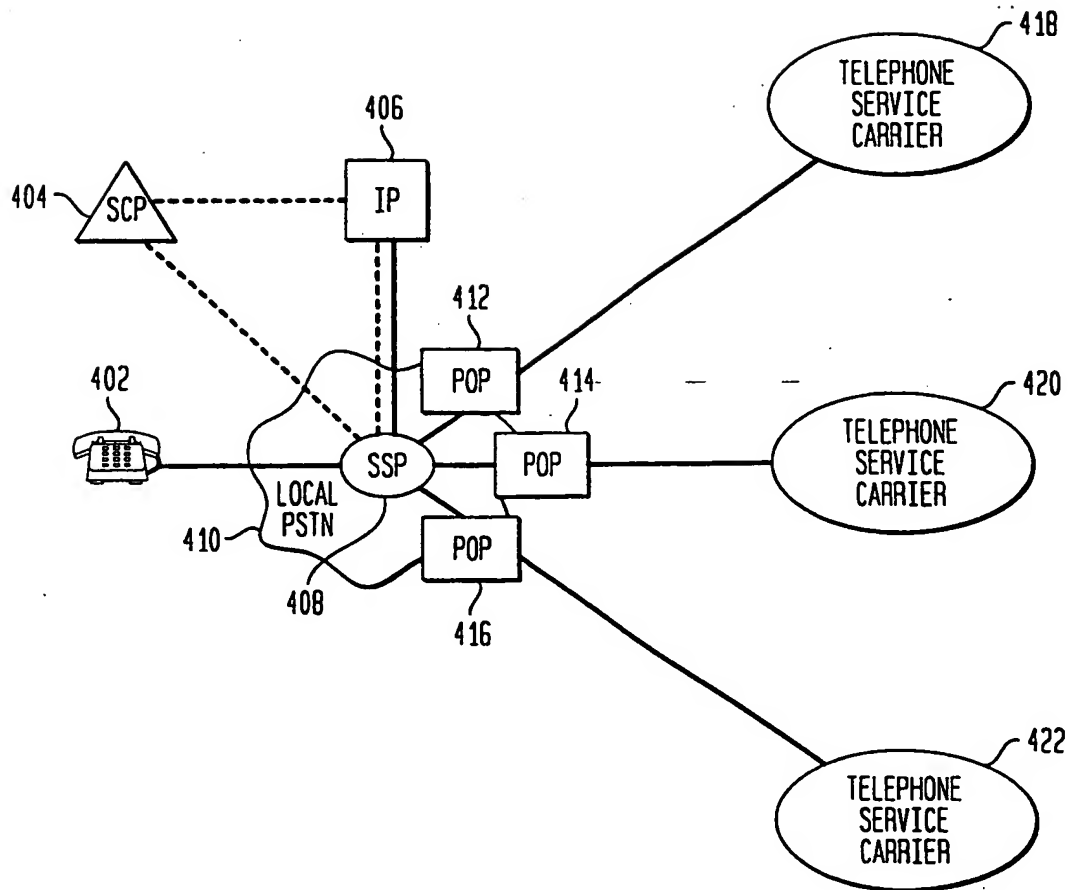 418
TELEPHONE
SERVICE
CARRIER
406
404
SCP
IP
412
POP
414
420
402
TELEPHONE
SERVICE
CARRIER
SSP
POP
LOCAL
PSTN
410
POP
408
416
422
TELEPHONE
SERVICE
CARRIER